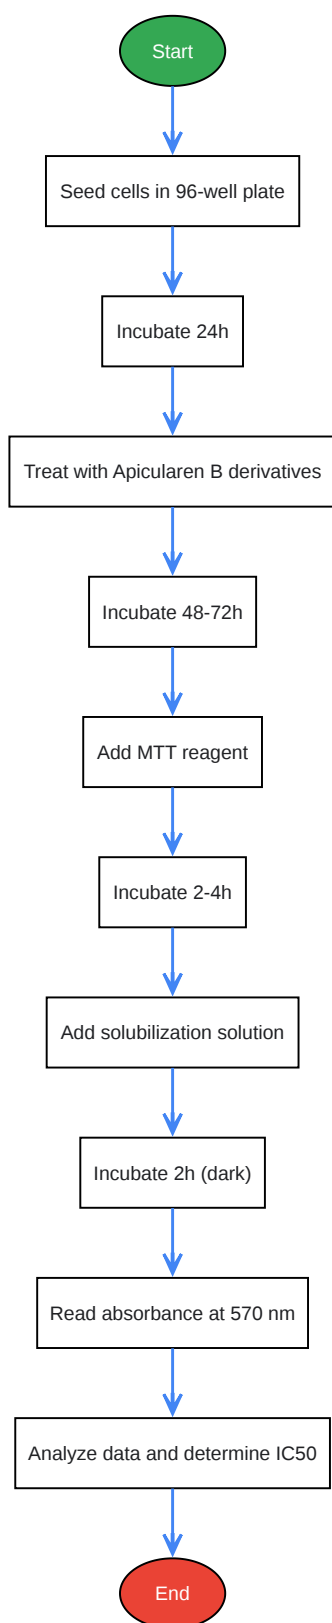 Start
Seed cells in 96-well plate
Incubate 24h
Treat with Apicularen B derivatives
Incubate 48-72h
Add MTT reagent
Incubate 2-4h
Add solubilization solution
Incubate 2h (dark)
Read absorbance at 570 nm
Analyze data and determine IC50
End